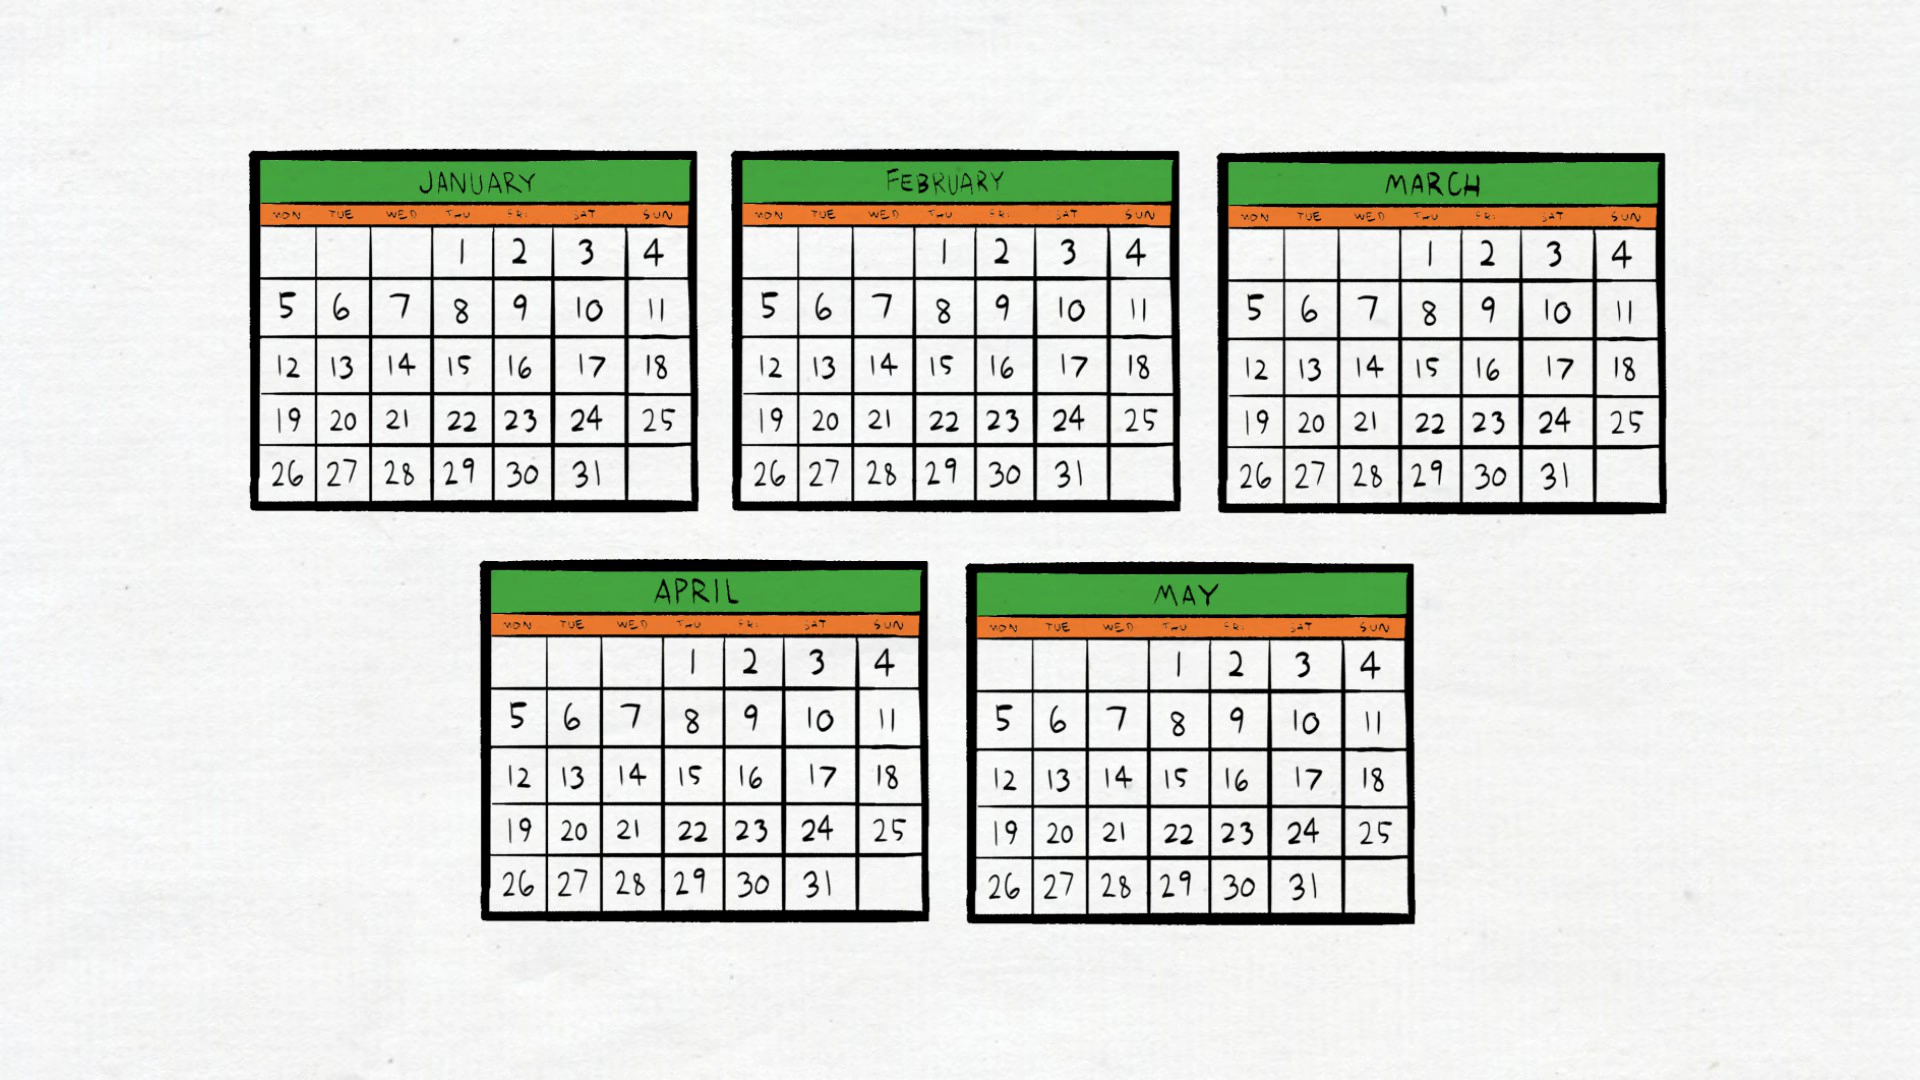 JANUARY
MON TUE WED THU FRI SAT SUN
1 2 3 4
5 6 7 8 9 10 11
12 13 14 15 16 17 18
19 20 21 22 23 24 25
26 27 28 29 30 31
FEBRUARY
MON TUE WED THU FRI SAT SUN
1 2 3 4
5 6 7 8 9 10 11
12 13 14 15 16 17 18
19 20 21 22 23 24 25
26 27 28 29 30 31
MARCH
MON TUE WED THU FRI SAT SUN
1 2 3 4
5 6 7 8 9 10 11
12 13 14 15 16 17 18
19 20 21 22 23 24 25
26 27 28 29 30 31
APRIL
MON TUE WED THU FRI SAT SUN
1 2 3 4
5 6 7 8 9 10 11
12 13 14 15 16 17 18
19 20 21 22 23 24 25
26 27 28 29 30 31
MAY
MON TUE WED THU FRI SAT SUN
1 2 3 4
5 6 7 8 9 10 11
12 13 14 15 16 17 18
19 20 21 22 23 24 25
26 27 28 29 30 31